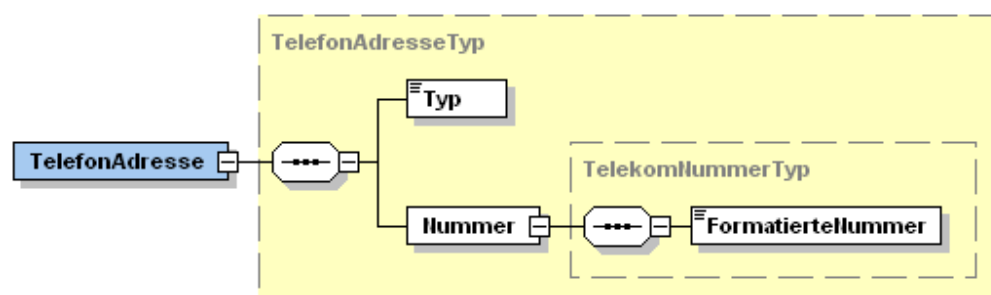 TelefonAdresseTyp
Typ
TelefonAdresse
TelekomNummerTyp
Nummer
FormatierteNummer